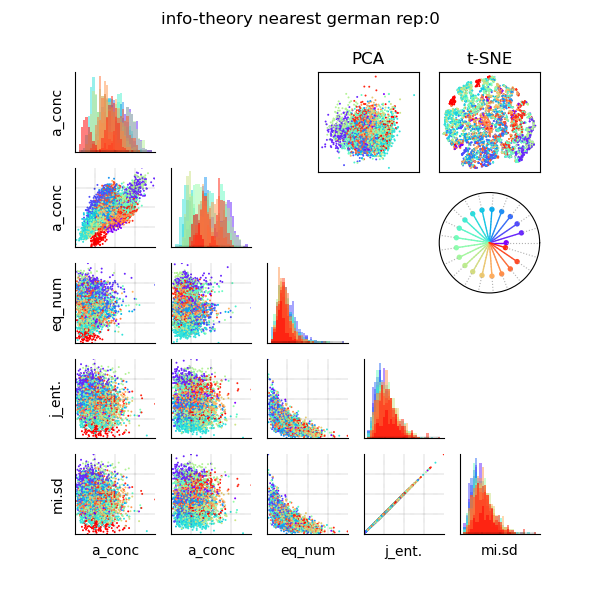 info-theory nearest german rep:0
PCA
t-SNE
a_conc
a_conc
eq_num
j_ent.
mi.sd
a_conc
a_conc
eq_num
j_ent.
mi.sd